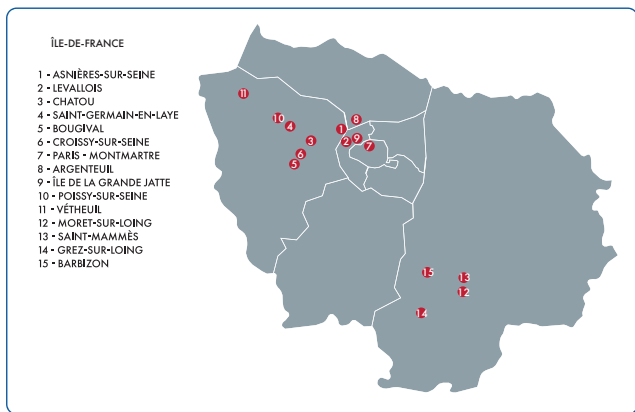 ÎLE-DE-FRANCE
1 - ASNIÈRES-SUR-SEINE
2 - LEVALLOIS
3 - CHATOU
4 - SAINT-GERMAIN-EN-LAYE
5 - BOUGIVAL
6 - CROISSY-SUR-SEINE
7 - PARIS - MONTMARTRE
8 - ARGENTEUIL
9 - ÎLE DE LA GRANDE JATTE
10 - POISSY-SUR-SEINE
11 - VÉTHEUIL
12 - MORET-SUR-LOING
13 - SAINT-MAMMÈS
14 - GREZ-SUR-LOING
15 - BARBIZON
11
10
4
8
1
2
9
7
3
6
5
15
13
12
14